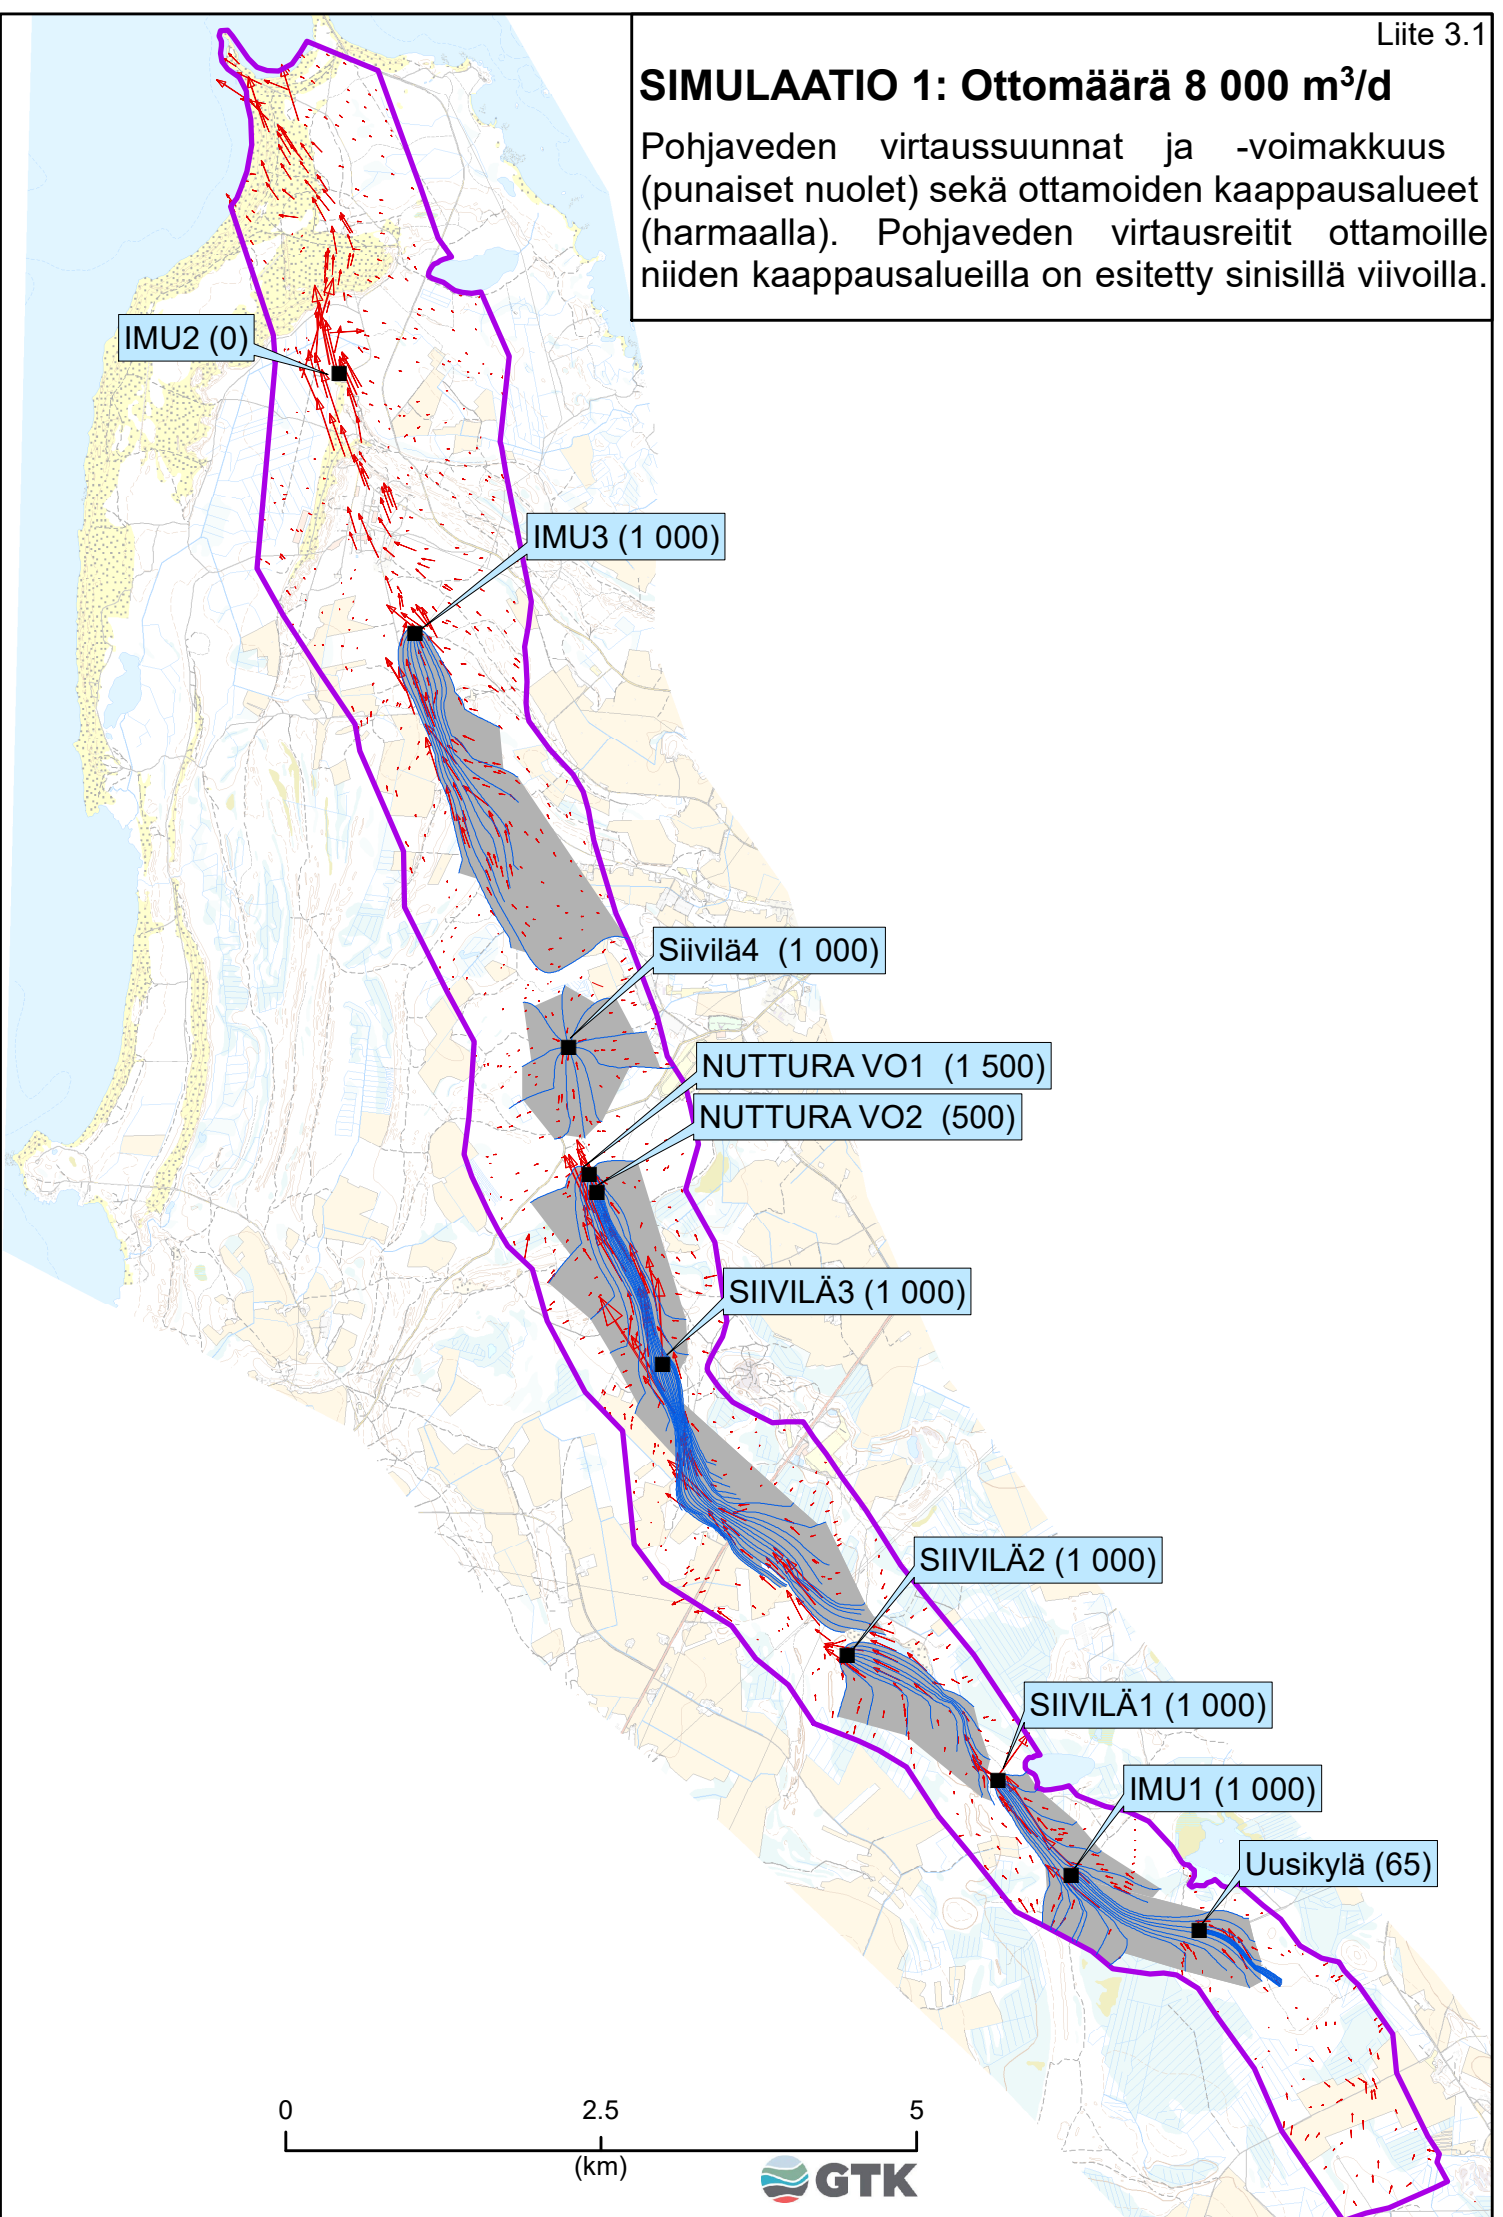 Liite 3.1
SIMULAATIO 1: Ottomäärä 8 000 m³/d
Pohjaveden virtaussuunnat ja -voimakkuus
(punaiset nuolet) sekä ottamoiden kaappausalueet
(harmaalla). Pohjaveden virtausreitit ottamoille
niiden kaappausalueilla on esitetty sinisillä viivoilla.
IMU2 (0)
IMU3 (1 000)
Siivilä4 (1 000)
NUTTURA VO1 (1 500)
NUTTURA VO2 (500)
SIIVILÄ3 (1 000)
SIIVILÄ2 (1 000)
SIIVILÄ1 (1 000)
IMU1 (1 000)
Uusikylä (65)
0 2.5 5
(km)
GTK